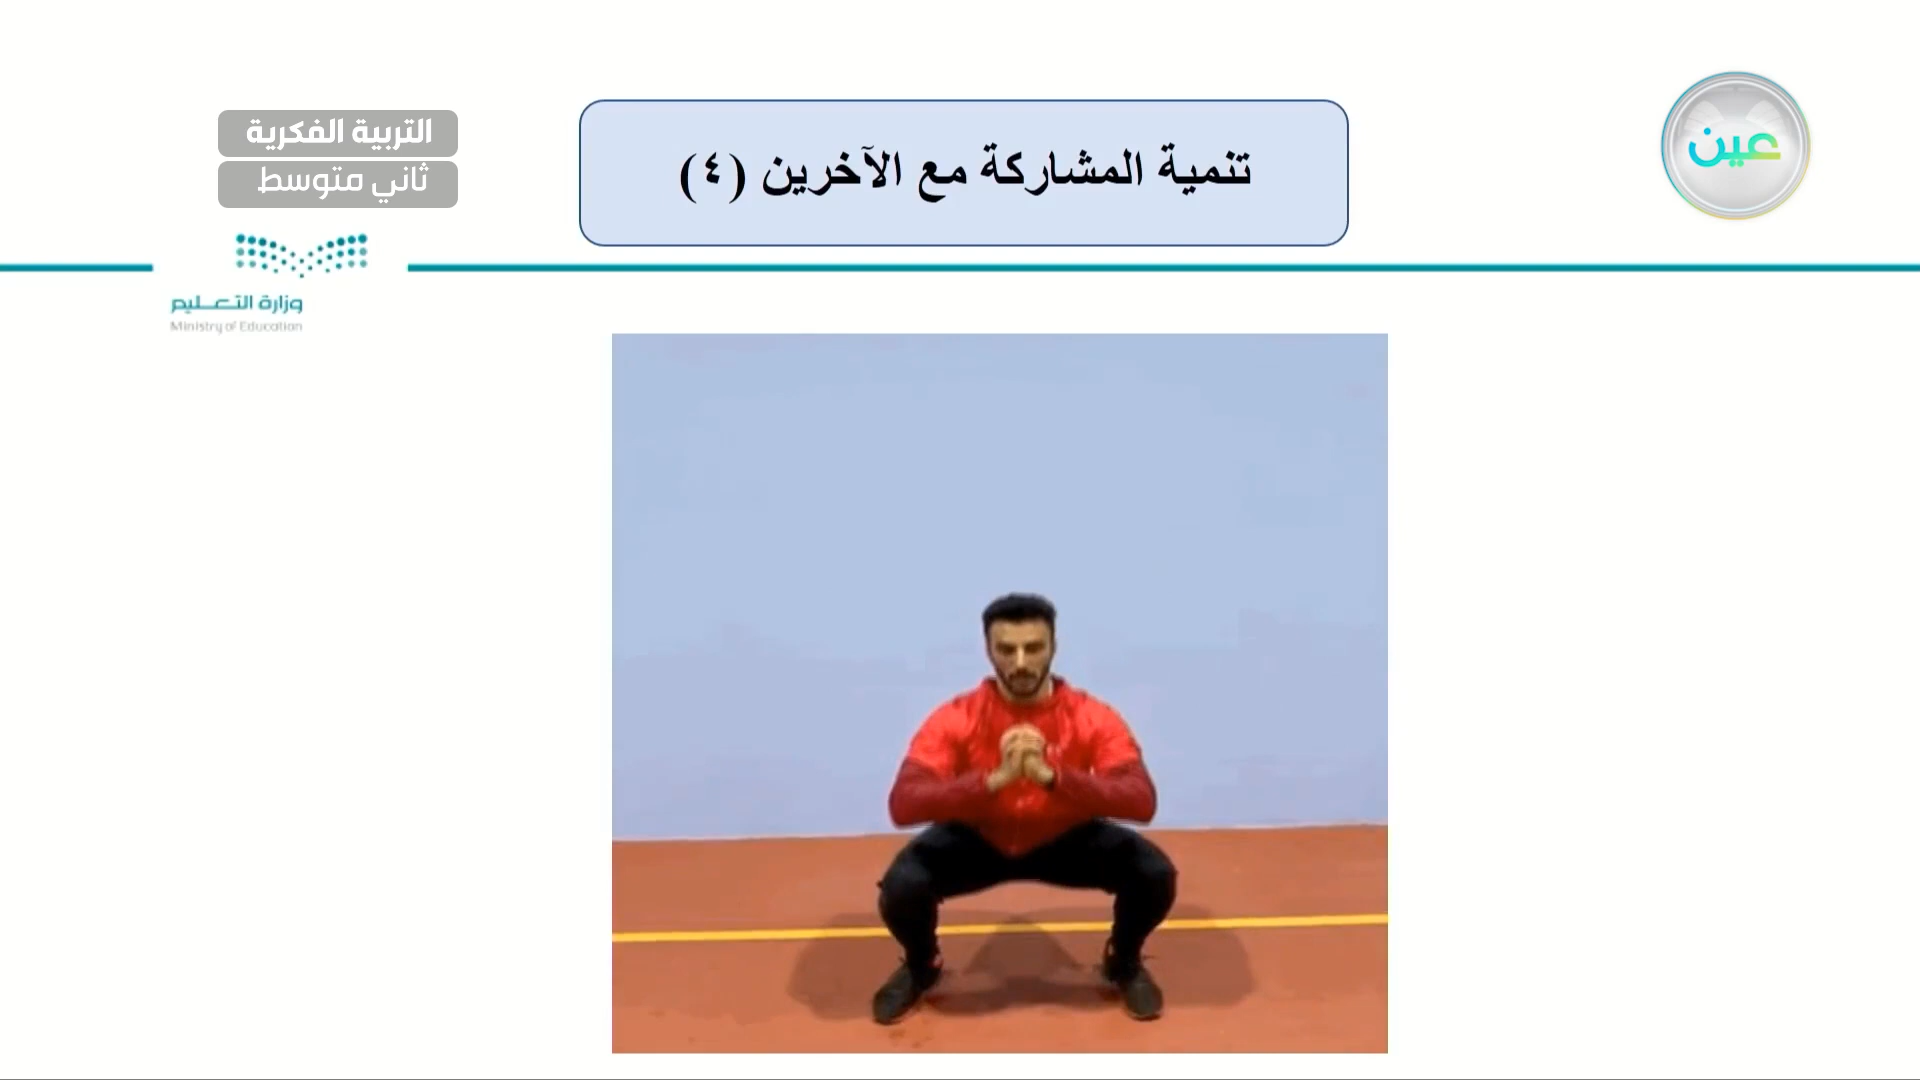 عين
تنمية المشاركة مع الآخرين (٤)
التربية الفكرية
ثاني متوسط
وزارة التعليم
Ministry of Education